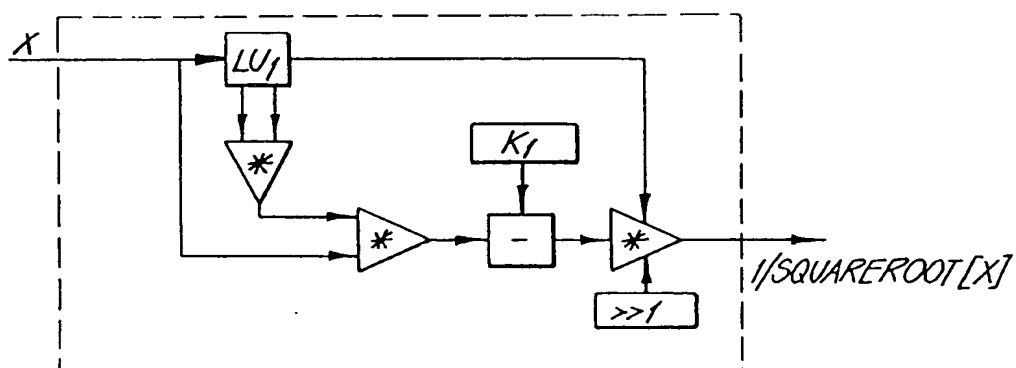 X
LU1
*
K1
*
-
*
1/SQUAREROOT[X]
>>1